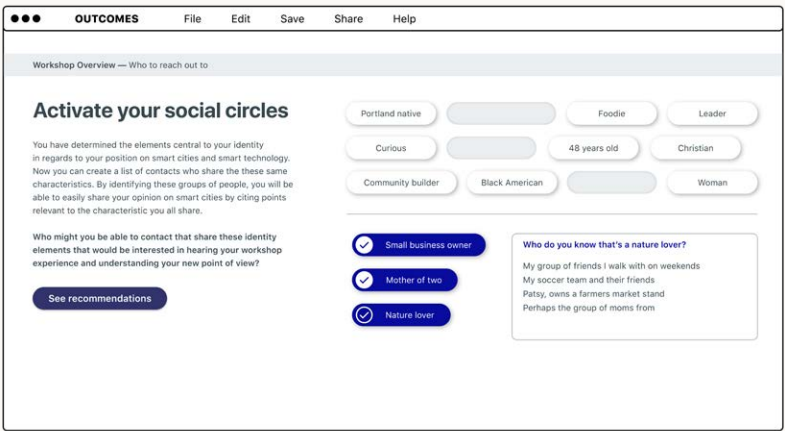 OUTCOMES File Edit Save Share Help
Workshop Overview — Who to reach out to
Activate your social circles
You have determined the elements central to your identity
in regards to your position on smart cities and smart technology.
Now you can create a list of contacts who share the these same
characteristics. By identifying these groups of people, you will be
able to easily share your opinion on smart cities by citing points
relevant to the characteristic you all share.
Who might you be able to contact that share these identity
elements that would be interested in hearing your workshop
experience and understanding your new point of view?
See recommendations
Portland native Foodie Leader
Curious 48 years old Christian
Community builder Black American Woman
Small business owner
Mother of two
Nature lover
Who do you know that's a nature lover?
My group of friends I walk with on weekends
My soccer team and their friends
Patsy, owns a farmers market stand
Perhaps the group of moms from